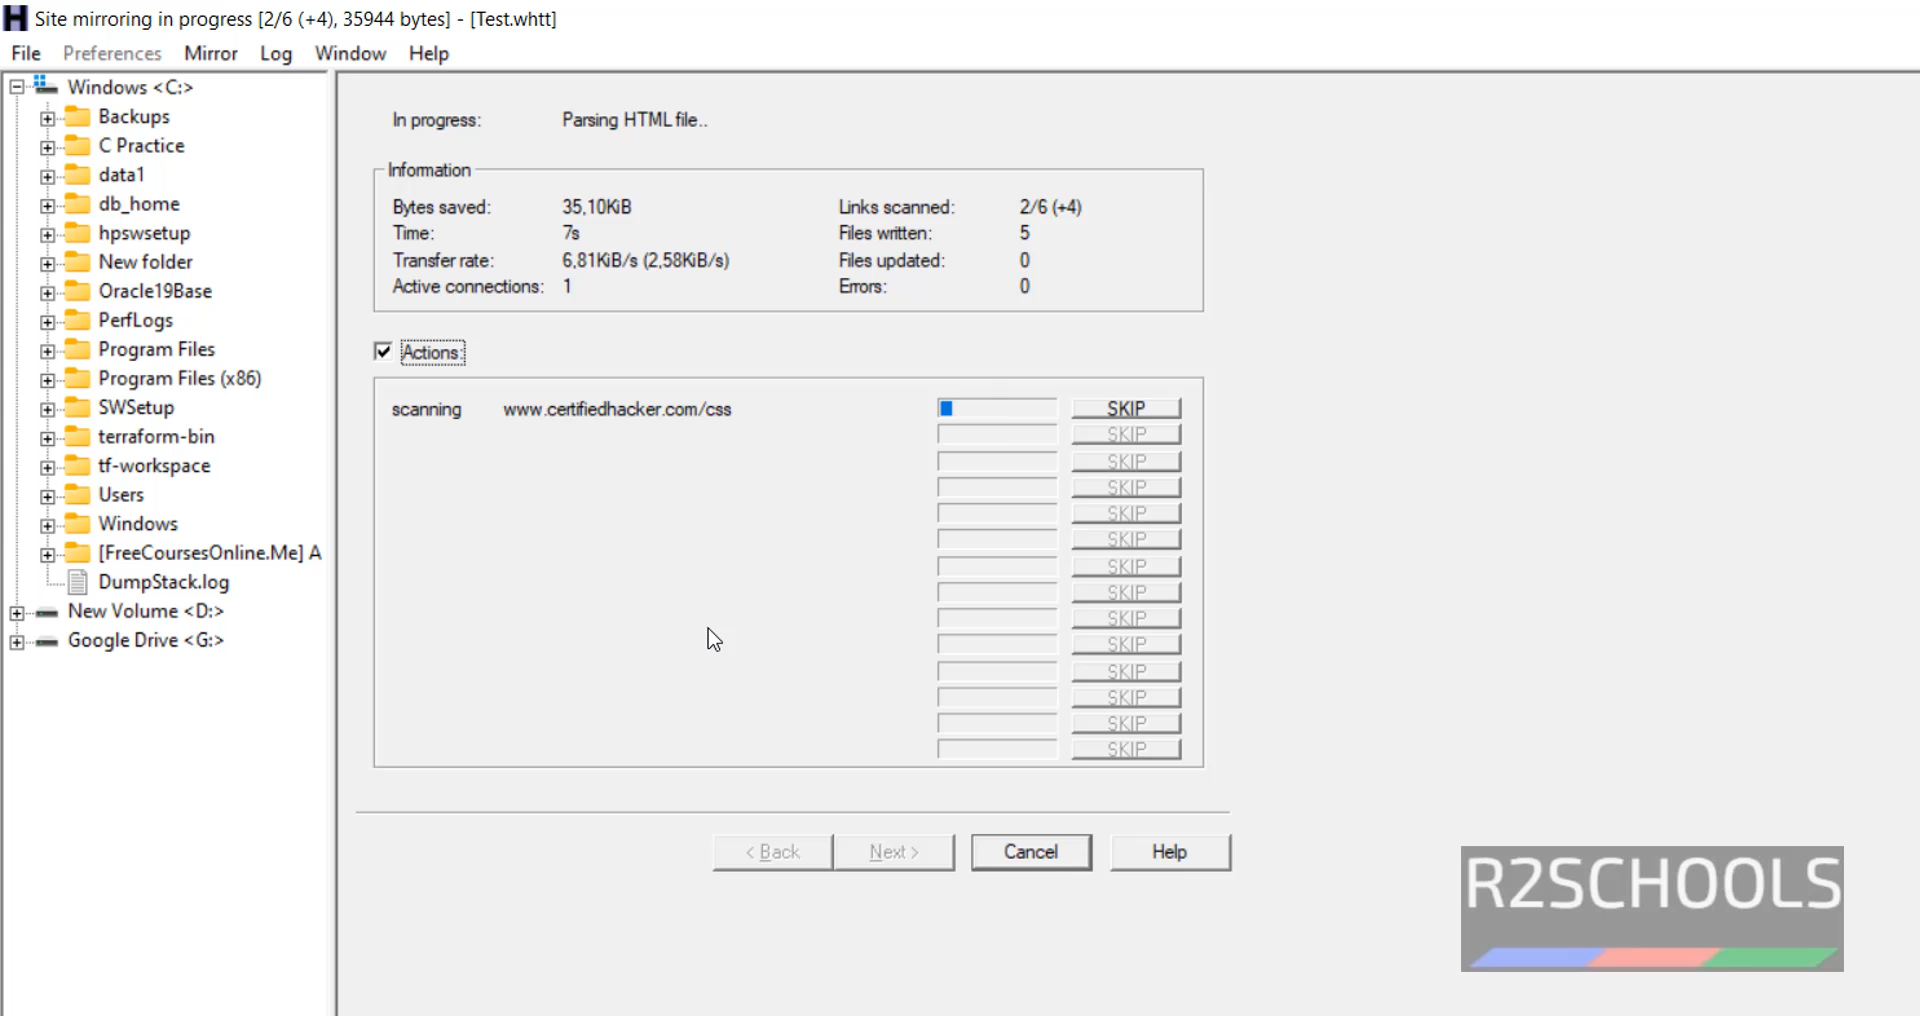 Site mirroring in progress [2/6 (+4), 35944 bytes] - [Test.whtt]
File Preferences Mirror Log Window Help
Windows <C:>
Backups
C Practice
data1
db_home
hpswsetup
New folder
Oracle19Base
PerfLogs
Program Files
Program Files (x86)
SWSetup
terraform-bin
tf-workspace
Users
Windows
[FreeCoursesOnline.Me] A
DumpStack.log
New Volume <D:>
Google Drive <G:>
In progress: Parsing HTML file..
Information
Bytes saved: 35,10KiB Links scanned: 2/6 (+4)
Time: 7s Files written: 5
Transfer rate: 6,81KiB/s (2,58KiB/s) Files updated: 0
Active connections: 1 Errors: 0
Actions:
scanning www.certifiedhacker.com/css SKIP
SKIP
SKIP
SKIP
SKIP
SKIP
SKIP
SKIP
SKIP
SKIP
SKIP
SKIP
SKIP
SKIP
< Back Next > Cancel Help
R2SCHOOLS